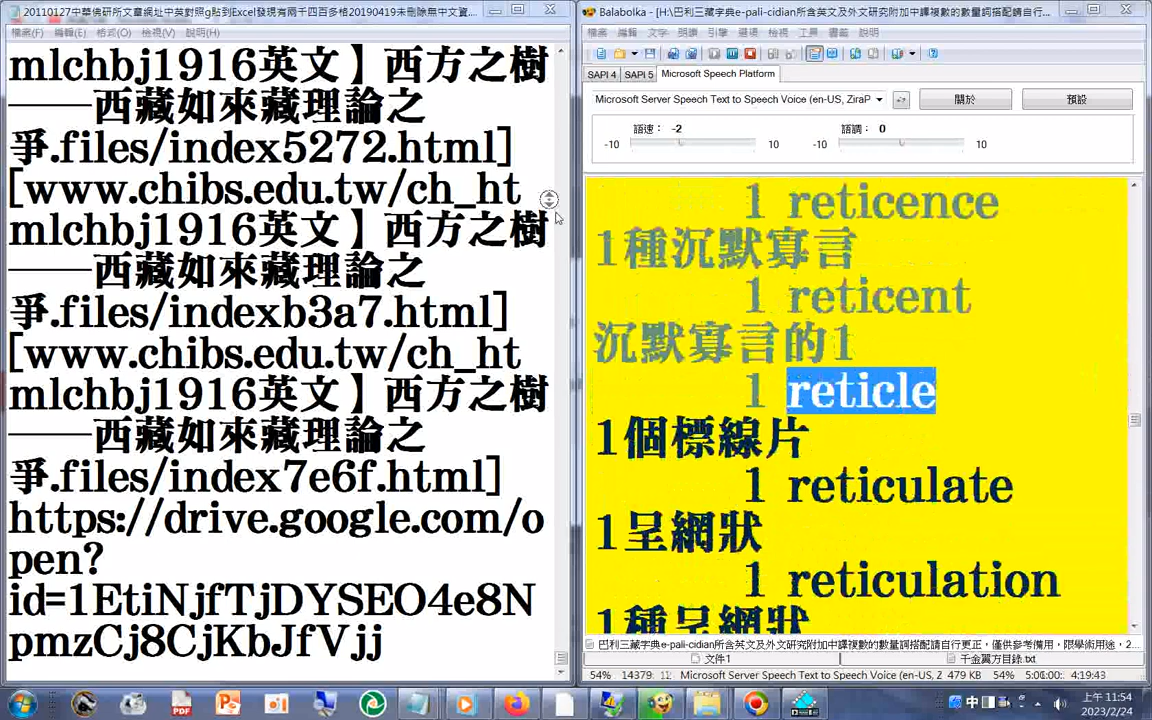 20110127中華佛研所文章網址中英對照g點到Excel發現有兩千四百多格20190419未刪除無中文資...
檔案(F) 編輯(E) 格式(O) 檢視(V) 說明(H)
mlchbj1916英文】西方之樹
——西藏如來藏理論之
爭.files/index5272.html]
[www.chibs.edu.tw/ch_ht
mlchbj1916英文】西方之樹
——西藏如來藏理論之
爭.files/indexb3a7.html]
[www.chibs.edu.tw/ch_ht
mlchbj1916英文】西方之樹
——西藏如來藏理論之
爭.files/index7e6f.html]
https://drive.google.com/o
pen?
id=1EtiNjfTjDYSEO4e8N
pmzCj8CjKbJfVjj
Balabolka - [H:\巴利三藏字典e-pali-cidian所含英文及外文研究附加中譯複數的數量詞搭配請自行...
檔案 編輯 文字 朗讀 引擎 選項 檢視 工具 書籤 說明
SAPI 4 SAPI 5 Microsoft Speech Platform
Microsoft Server Speech Text to Speech Voice (en-US, ZiraP
關於 預設
語速： -2 語調： 0
-10 10 -10 10
1 reticence
1種沉默寡言
1 reticent
沉默寡言的1
1 reticle
1個標線片
1 reticulate
1呈網狀
1 reticulation
1種呈網狀
巴利三藏字典e-pali-cidian所含英文及外文研究附加中譯複數的數量詞搭配請自行更正，僅供參考備用，限學術用途，2...
文件1 千金翼方目錄.txt
54% 14379: 1 Microsoft Server Speech Text to Speech Voice (en-US, Z 479 KB 54% 5:06:00; 4:19:43
中
上午 11:54
2023/2/24